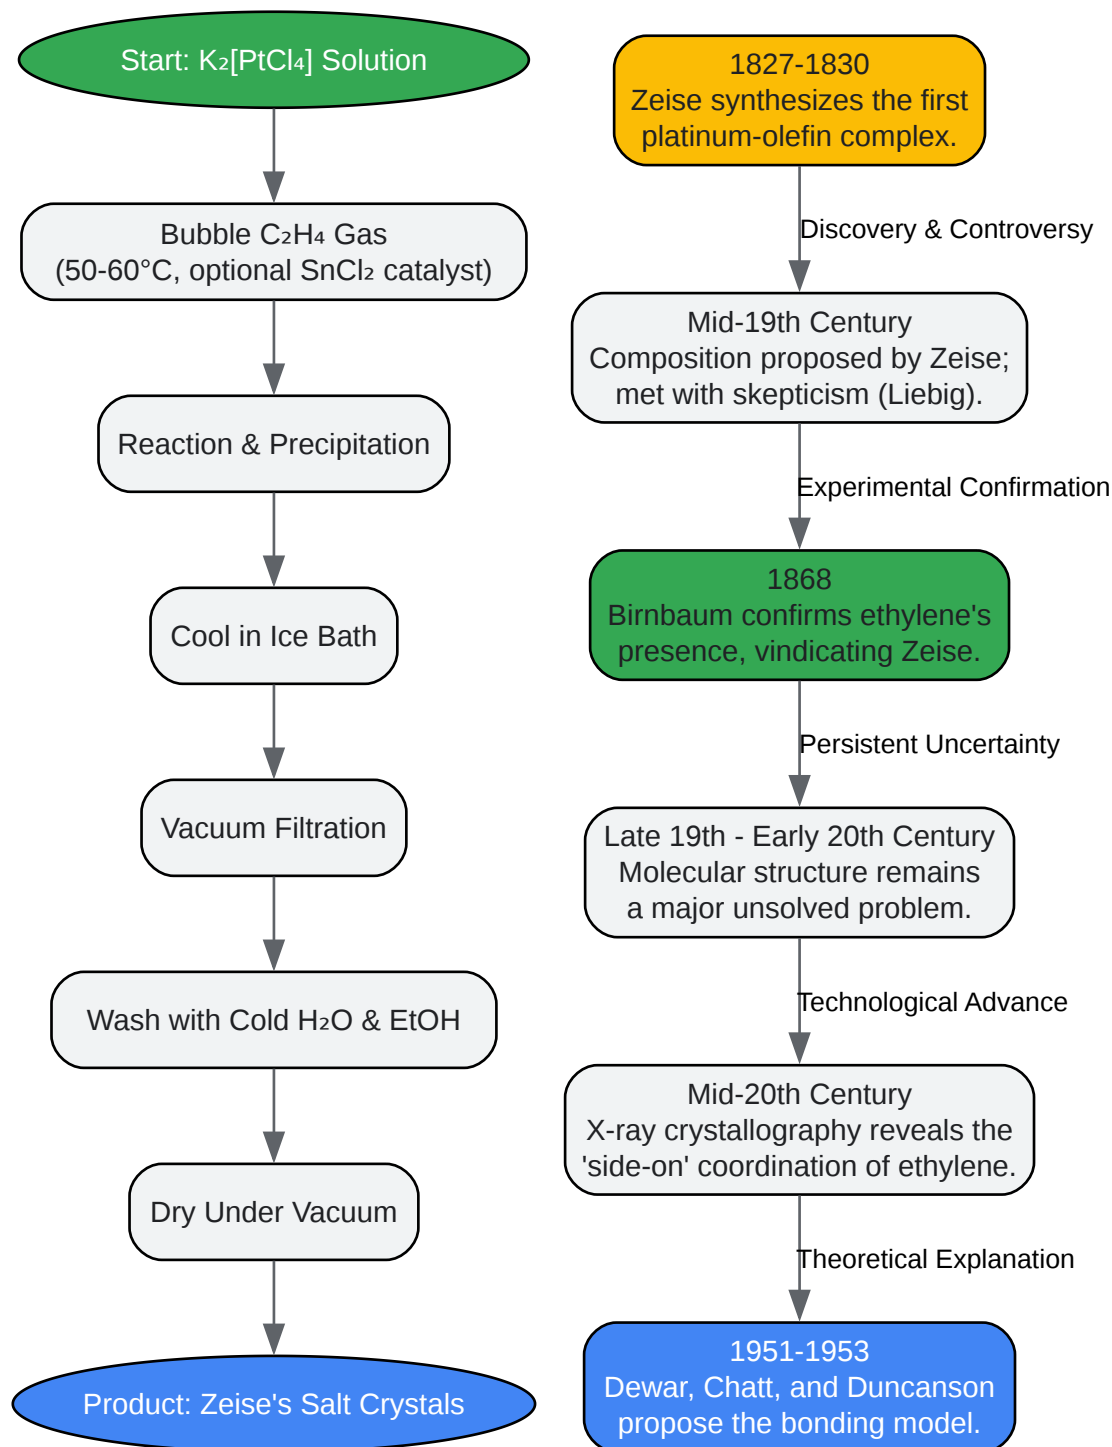 Start: K₂[PtCl₄] Solution
Bubble C₂H₄ Gas
(50-60°C, optional SnCl₂ catalyst)
Reaction & Precipitation
Cool in Ice Bath
Vacuum Filtration
Wash with Cold H₂O & EtOH
Dry Under Vacuum
Product: Zeise's Salt Crystals
1827-1830
Zeise synthesizes the first
platinum-olefin complex.
Discovery & Controversy
Mid-19th Century
Composition proposed by Zeise;
met with skepticism (Liebig).
Experimental Confirmation
1868
Birnbaum confirms ethylene's
presence, vindicating Zeise.
Persistent Uncertainty
Late 19th - Early 20th Century
Molecular structure remains
a major unsolved problem.
Technological Advance
Mid-20th Century
X-ray crystallography reveals the
'side-on' coordination of ethylene.
Theoretical Explanation
1951-1953
Dewar, Chatt, and Duncanson
propose the bonding model.